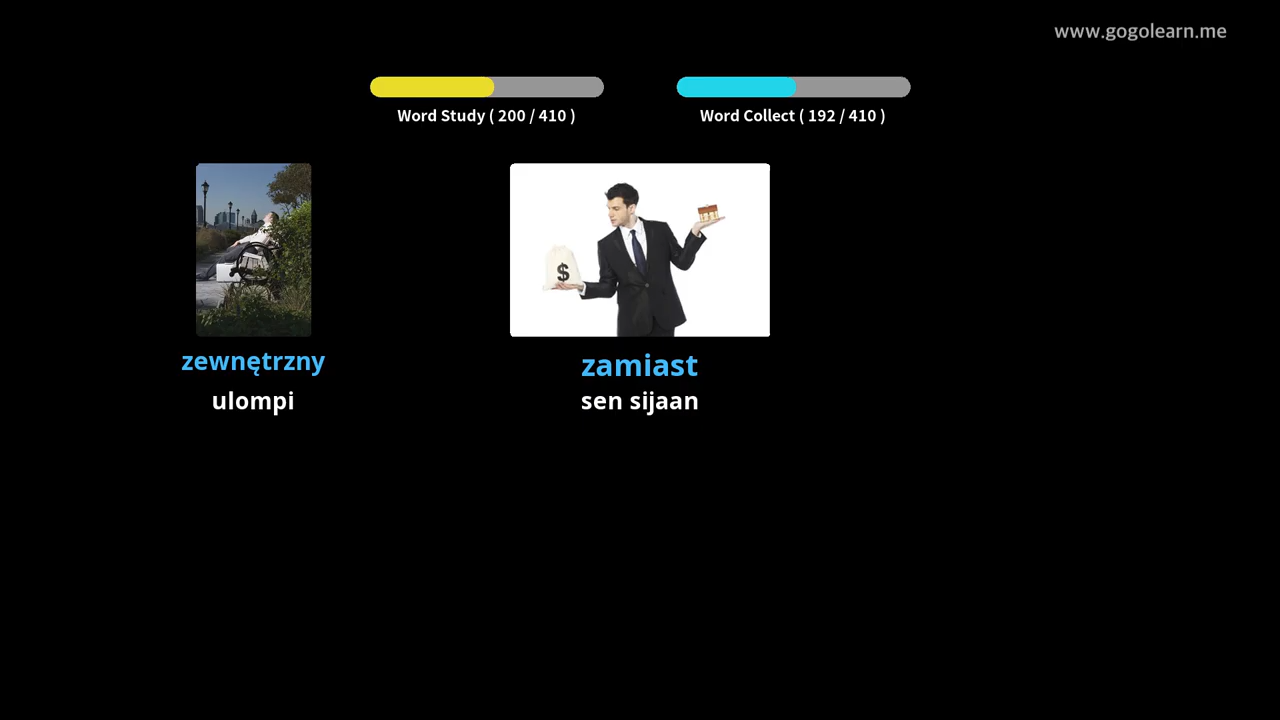 www.gogolearn.me
Word Study ( 200 / 410 )
Word Collect ( 192 / 410 )
$
zewnętrzny
zamiast
ulompi
sen sijaan